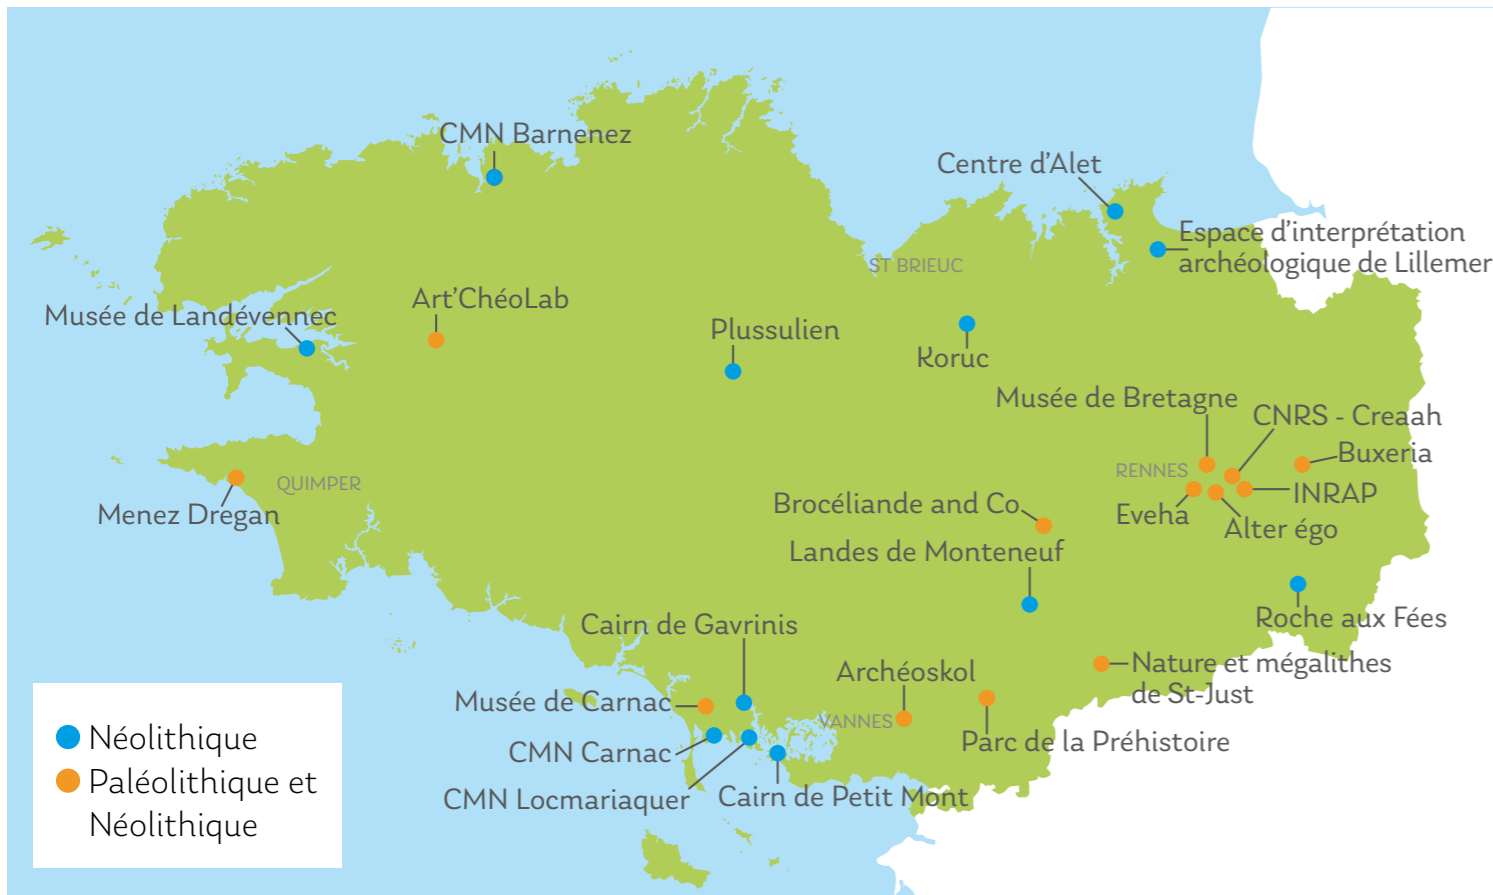 CMN Barnenez
Centre d'Alet
Espace d'interprétation
archéologique de Lillemer
ST BRIEUC
Art'ChéoLab
Musée de Landévennec
Plussulien
Koruc
Musée de Bretagne
CNRS - Creaah
Buxeria
RENNES
QUIMPER
INRAP
Menez Dregan
Brocéliande and Co
Eveha
Alter égo
Landes de Monteneuf
Roche aux Fées
Cairn de Gavrinis
Nature et mégalithes
de St-Just
Archéoskol
Musée de Carnac
VANNES
Parc de la Préhistoire
CMN Carnac
CMN Locmariaquer
Cairn de Petit Mont
Néolithique
Paléolithique et
Néolithique